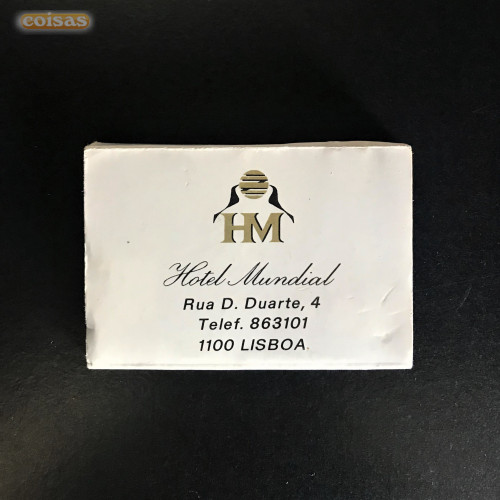 coisas
HM
Hotel Mundial
Rua D. Duarte, 4
Telef. 863101
1100 LISBOA